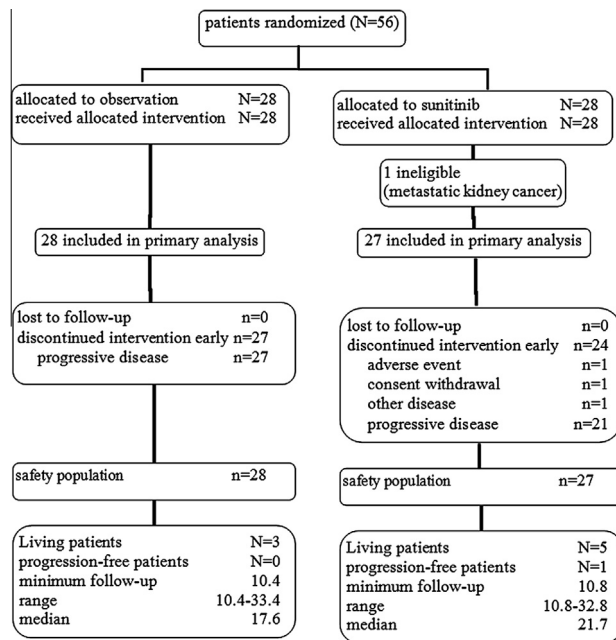 patients randomized (N=56)
allocated to observation N=28
received allocated intervention N=28
allocated to sunitinib N=28
received allocated intervention N=28
1 ineligible
(metastatic kidney cancer)
28 included in primary analysis
27 included in primary analysis
lost to follow-up n=0
discontinued intervention early n=27
progressive disease n=27
lost to follow-up n=0
discontinued intervention early n=24
adverse event n=1
consent withdrawal n=1
other disease n=1
progressive disease n=21
safety population n=28
safety population n=27
Living patients N=3
progression-free patients N=0
minimum follow-up 10.4
range 10.4-33.4
median 17.6
Living patients N=5
progression-free patients N=1
minimum follow-up 10.8
range 10.8-32.8
median 21.7